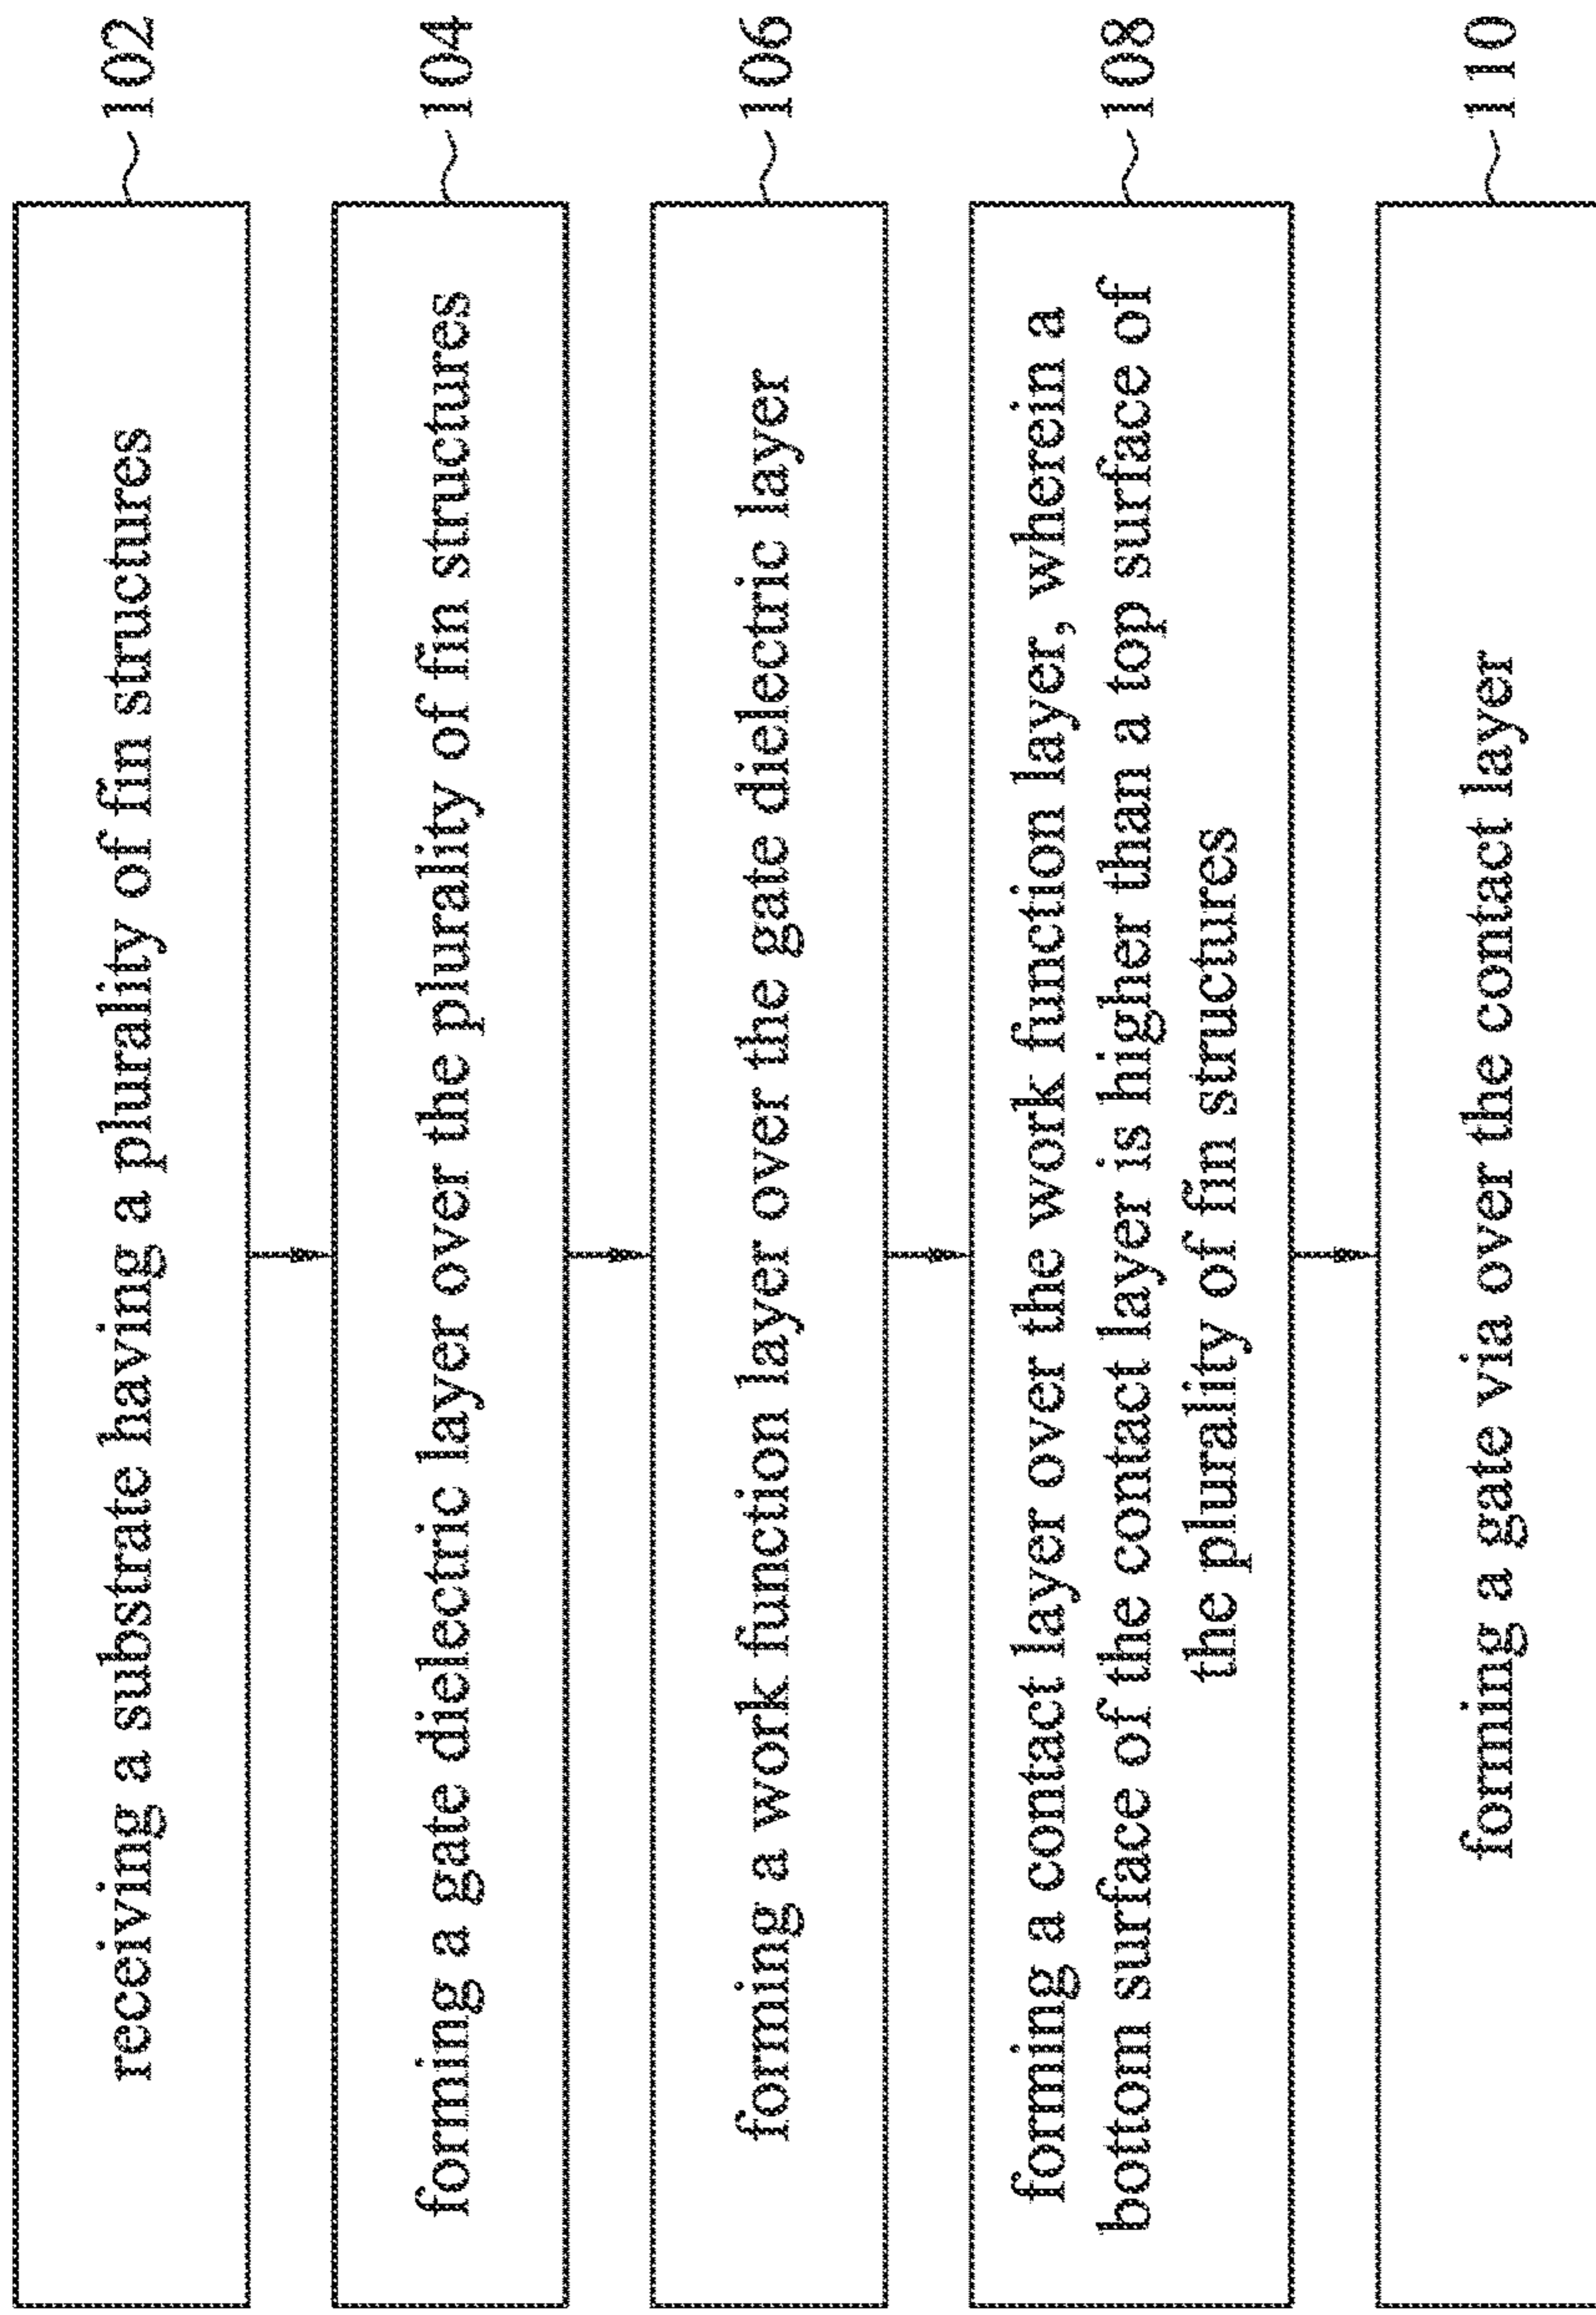 receiving a substrate having a plurality of fin structures
102
forming a gate dielectric layer over the plurality of fin structures
104
forming a work function layer over the gate dielectric layer
106
forming a contact layer over the work function layer, wherein a
bottom surface of the contact layer is higher than a top surface of
the plurality of fin structures
108
forming a gate via over the contact layer
110